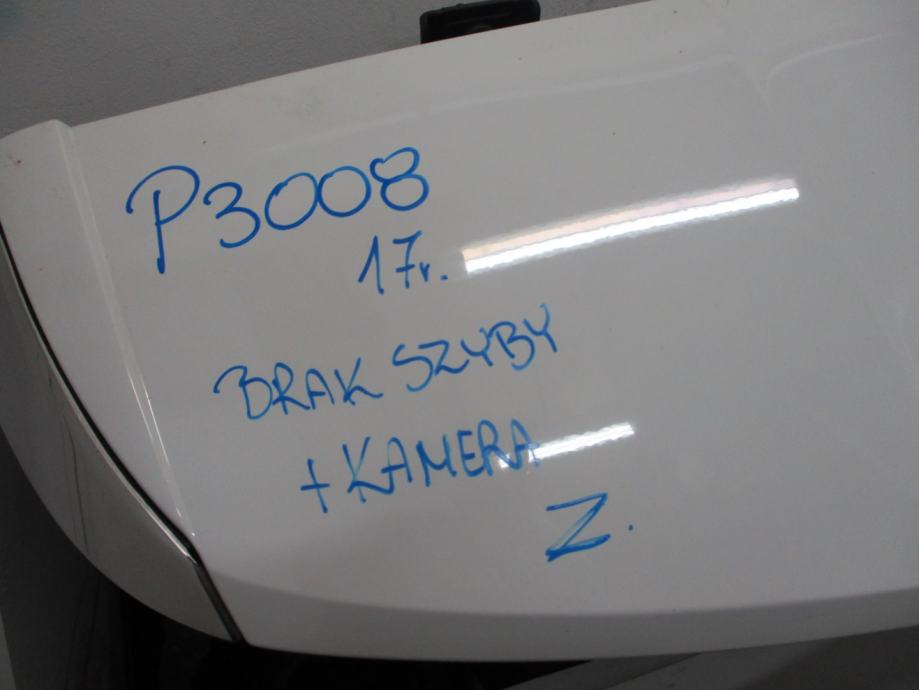 P3008
17r.
BRAK SZYBY
+ KAMERA
Z.